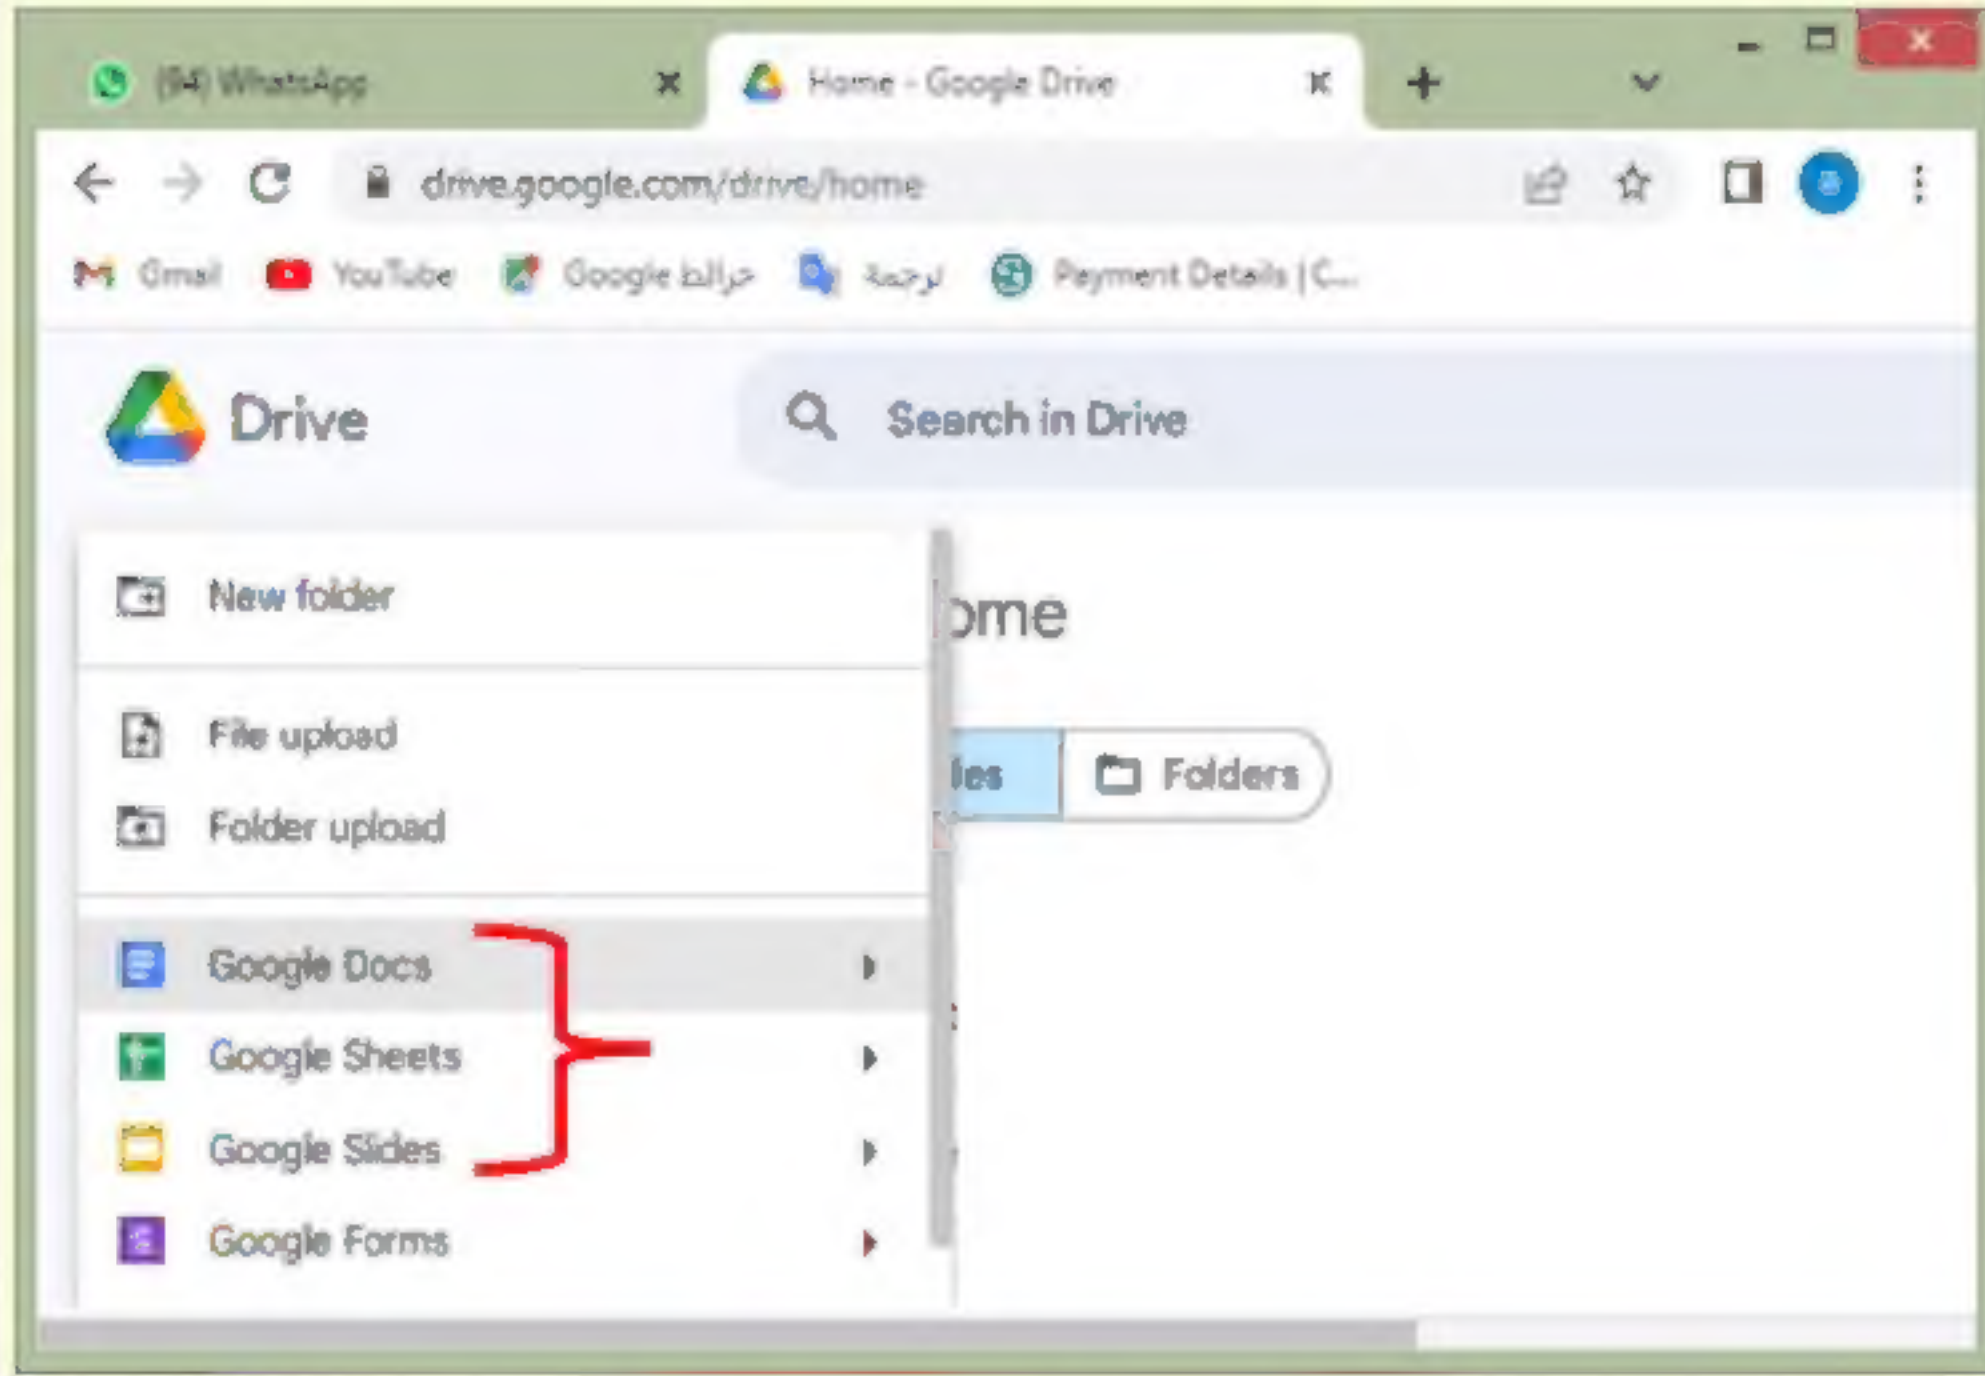 (94) WhatsApp
Home - Google Drive
drive.google.com/drive/home
Gmail
YouTube
خرائط Google
ترجمة
Payment Details | C...
Drive
Search in Drive
New folder
ome
File upload
les
Folders
Folder upload
Google Docs
Google Sheets
Google Slides
Google Forms